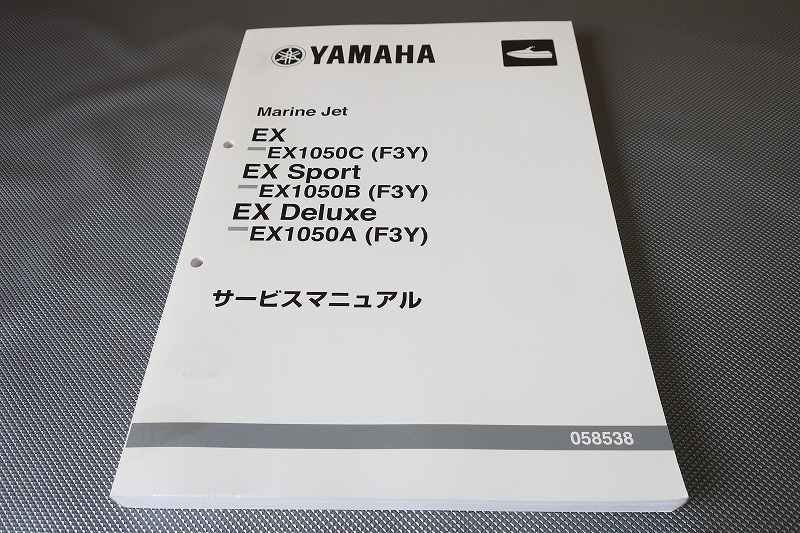 YAMAHA
Marine Jet
EX
EX1050C (F3Y)
EX Sport
EX1050B (F3Y)
EX Deluxe
EX1050A (F3Y)
サービスマニュアル
058538